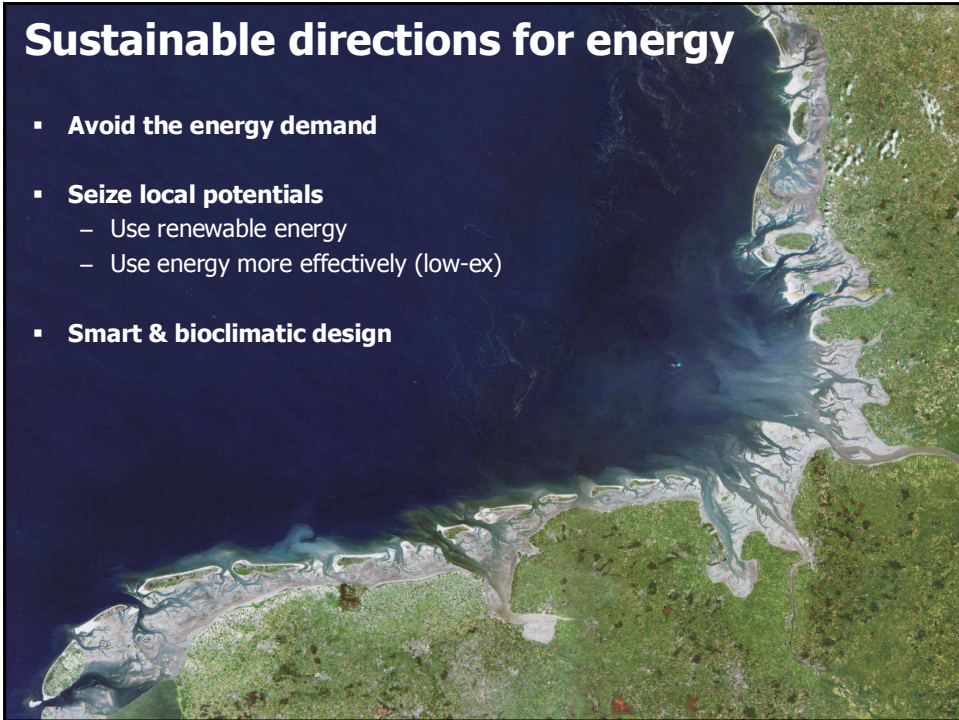 Sustainable directions for energy
▪ Avoid the energy demand
▪ Seize local potentials
– Use renewable energy
– Use energy more effectively (low-ex)
▪ Smart & bioclimatic design